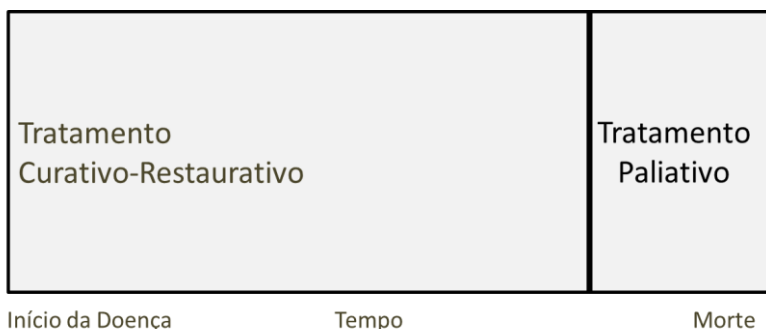 Tratamento
Curativo-Restaurativo
Tratamento
Paliativo
Início da Doença
Tempo
Morte